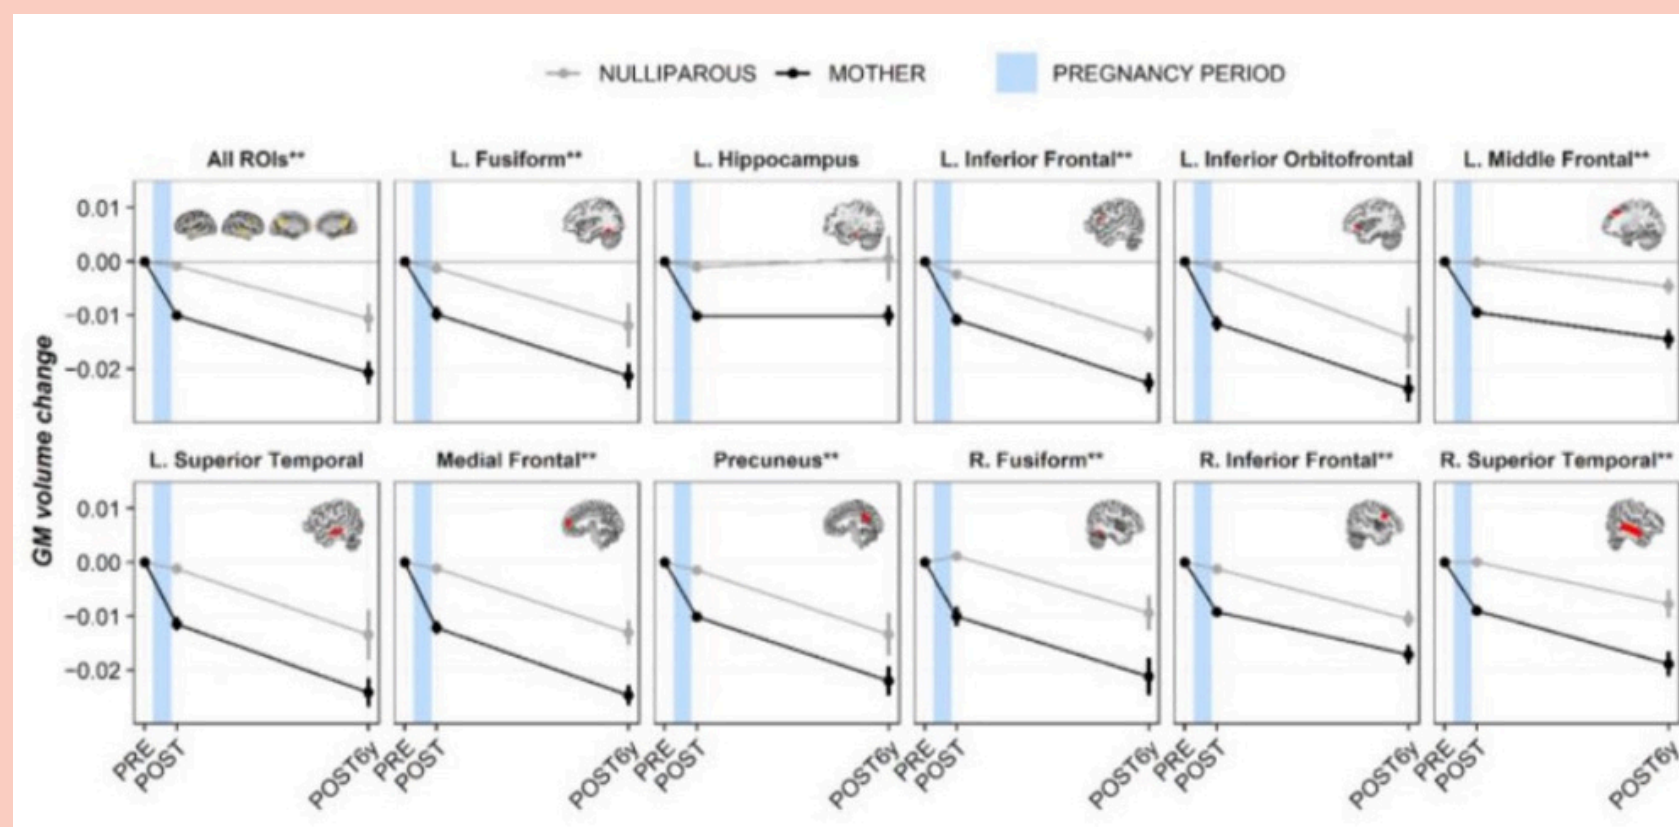 NULLIPAROUS MOTHER PREGNANCY PERIOD
All ROIs** L. Fusiform** L. Hippocampus L. Inferior Frontal** L. Inferior Orbitofrontal L. Middle Frontal**
0.01
0.00
−0.01
−0.02
GM volume change
L. Superior Temporal Medial Frontal** Precuneus** R. Fusiform** R. Inferior Frontal** R. Superior Temporal**
0.01
0.00
−0.01
−0.02
PRE POST POST6y PRE POST POST6y PRE POST POST6y PRE POST POST6y PRE POST POST6y PRE POST POST6y